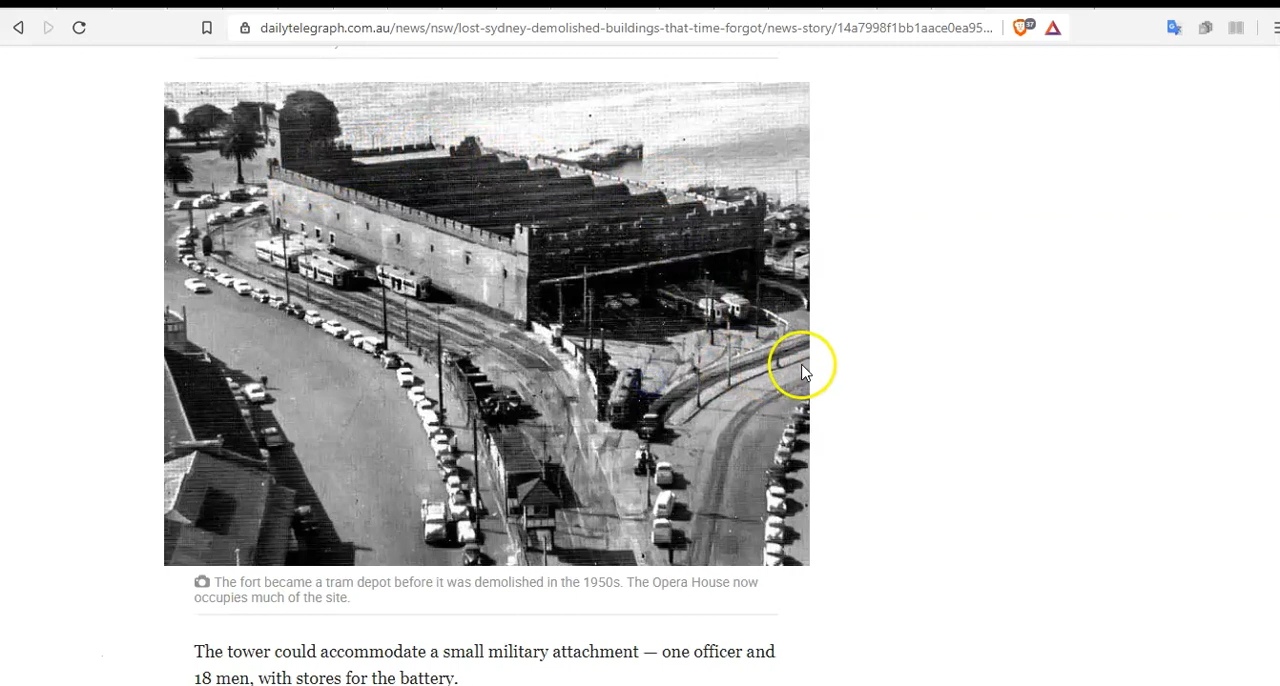 dailytelegraph.com.au/news/nsw/lost-sydney-demolished-buildings-that-time-forgot/news-story/14a7998f1bb1aace0ea95...
37
The fort became a tram depot before it was demolished in the 1950s. The Opera House now
occupies much of the site.
The tower could accommodate a small military attachment — one officer and
18 men, with stores for the battery.